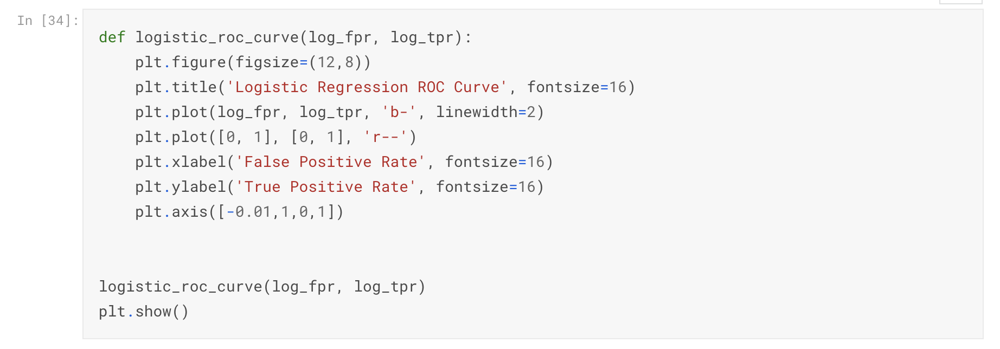 In [34]:
def logistic_roc_curve(log_fpr, log_tpr):
    plt.figure(figsize=(12,8))
    plt.title('Logistic Regression ROC Curve', fontsize=16)
    plt.plot(log_fpr, log_tpr, 'b-', linewidth=2)
    plt.plot([0, 1], [0, 1], 'r--')
    plt.xlabel('False Positive Rate', fontsize=16)
    plt.ylabel('True Positive Rate', fontsize=16)
    plt.axis([-0.01,1,0,1])
logistic_roc_curve(log_fpr, log_tpr)
plt.show()